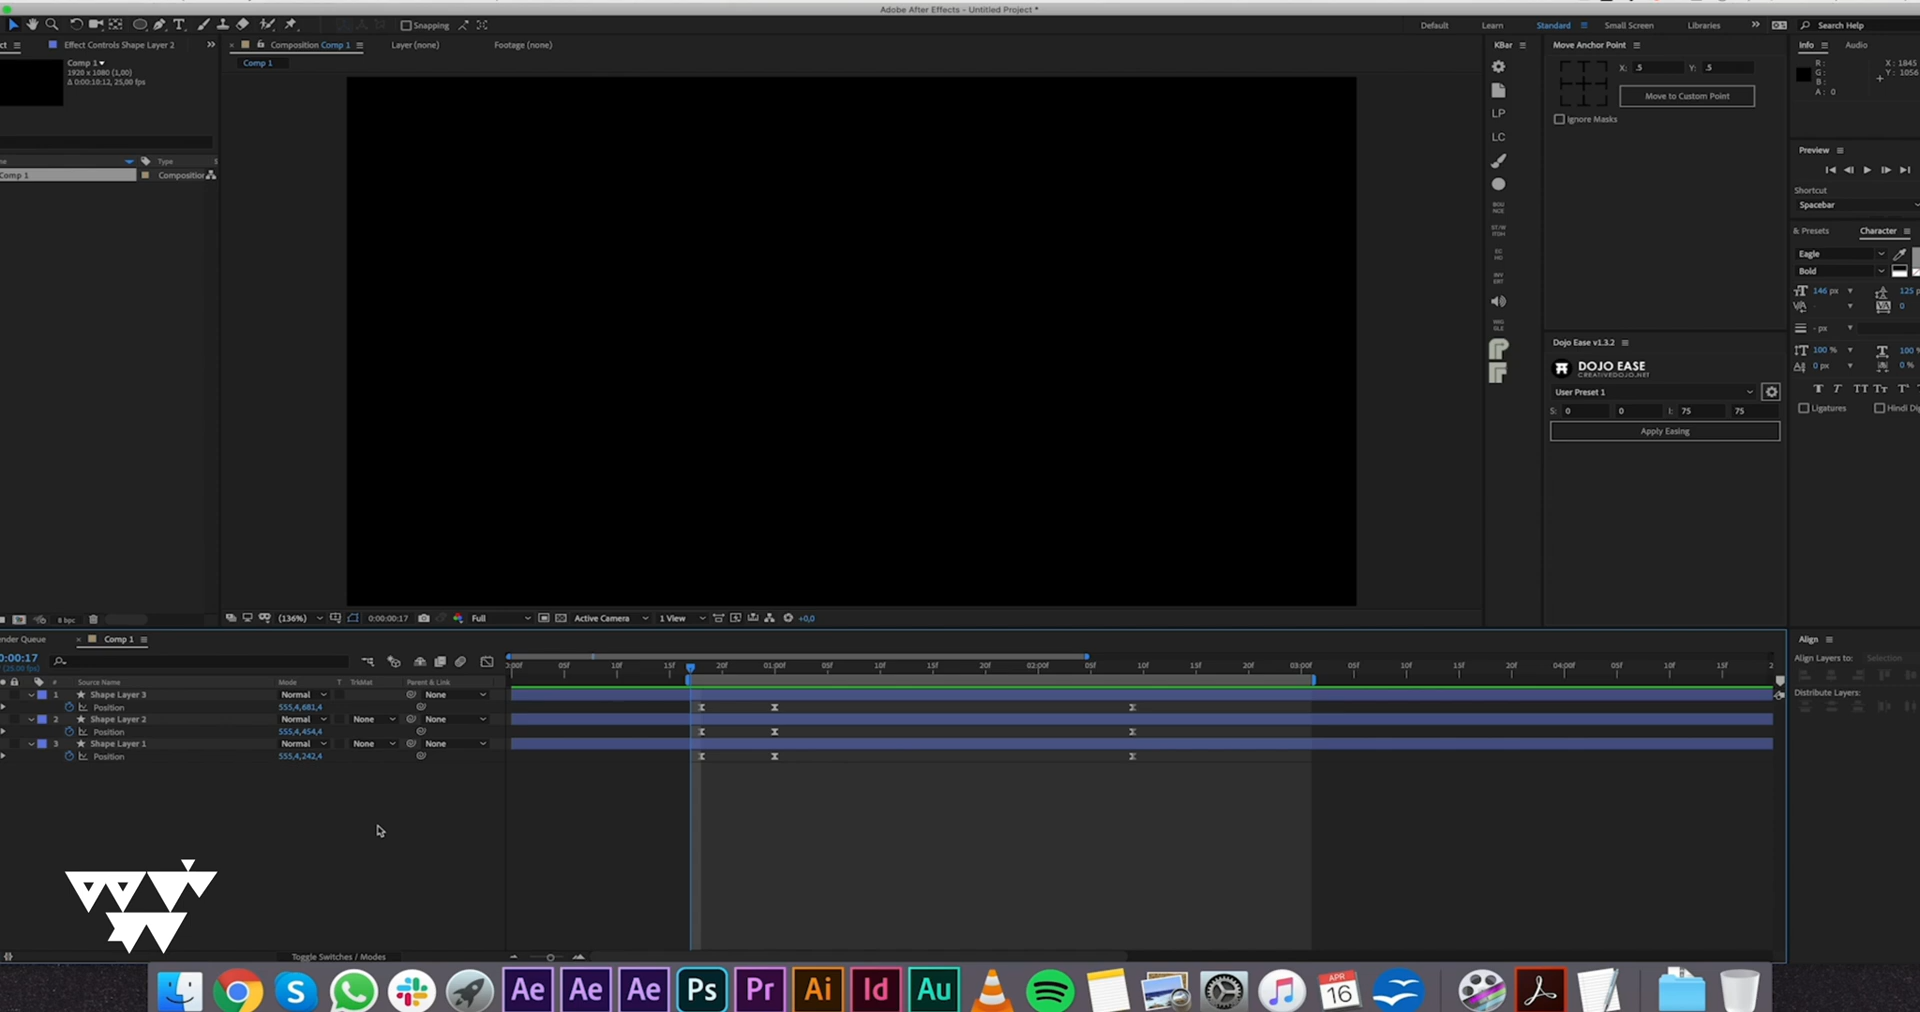 Adobe After Effects - Untitled Project *
Snapping
Default
Learn
Standard
Small Screen
Libraries
Search Help
Effect Controls Shape Layer 2
Composition Comp 1
Layer (none)
Footage (none)
KBar
Move Anchor Point
Info
Audio
Comp 1
1920 x 1080 (1,00)
Δ 0:00:10:12, 25,00 fps
Comp 1
X: .5 Y: .5
Move to Custom Point
Ignore Masks
R :
G :
B :
A : 0
X : 1845
Y : 1056
LP
LC
BOU
NCE
EC
HO
INV
ERT
WIG
GLE
Preview
Shortcut
Spacebar
Type
Comp 1
Composition
& Presets
Character
Eagle
Bold
146 px
125 p
0
- px
100 %
100 %
0 px
0 %
Ligatures
Hindi Dig
Dojo Ease v1.3.2
DOJO EASE
CREATIVEDOJO.NET
User Preset 1
S: 0 0 I: 75 75
Apply Easing
8 bpc
(136%)
0:00:00:17
Full
Active Camera
1 View
+0,0
nder Queue
Comp 1
0:00:17
(25.00 fps)
0:00f 05f 10f 15f 20f 01:00f 05f 10f 15f 20f 02:00f 05f 10f 15f 20f 03:00f 05f 10f 15f 20f 04:00f 05f 10f 15f 2
# Source Name Mode T TrkMat Parent & Link
1 Shape Layer 3 Normal None
Position 555,4,681,4
2 Shape Layer 2 Normal None None
Position 555,4,454,4
3 Shape Layer 1 Normal None None
Position 555,4,242,4
Align
Align Layers to: Selection
Distribute Layers:
Toggle Switches / Modes
Ae Ae Ae Ps Pr Ai Id Au
APR
16